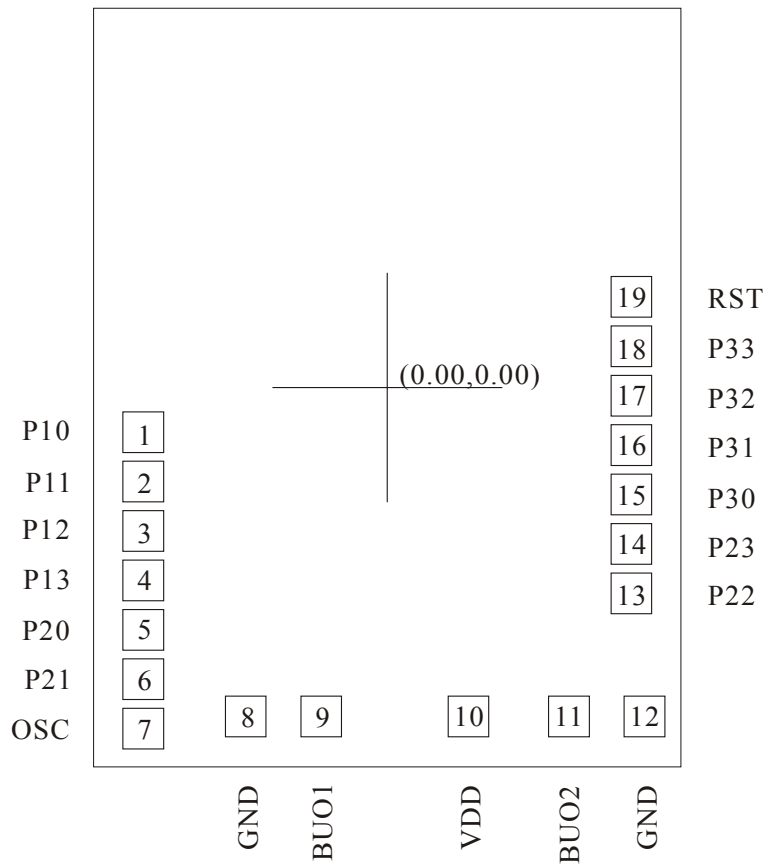 19 RST
18 P33
(0.00,0.00)
17 P32
P10 1
16 P31
P11 2
15 P30
P12 3
14 P23
P13 4
13 P22
P20 5
P21 6
OSC 7
8 9 10 11 12
GND BUO1 VDD BUO2 GND